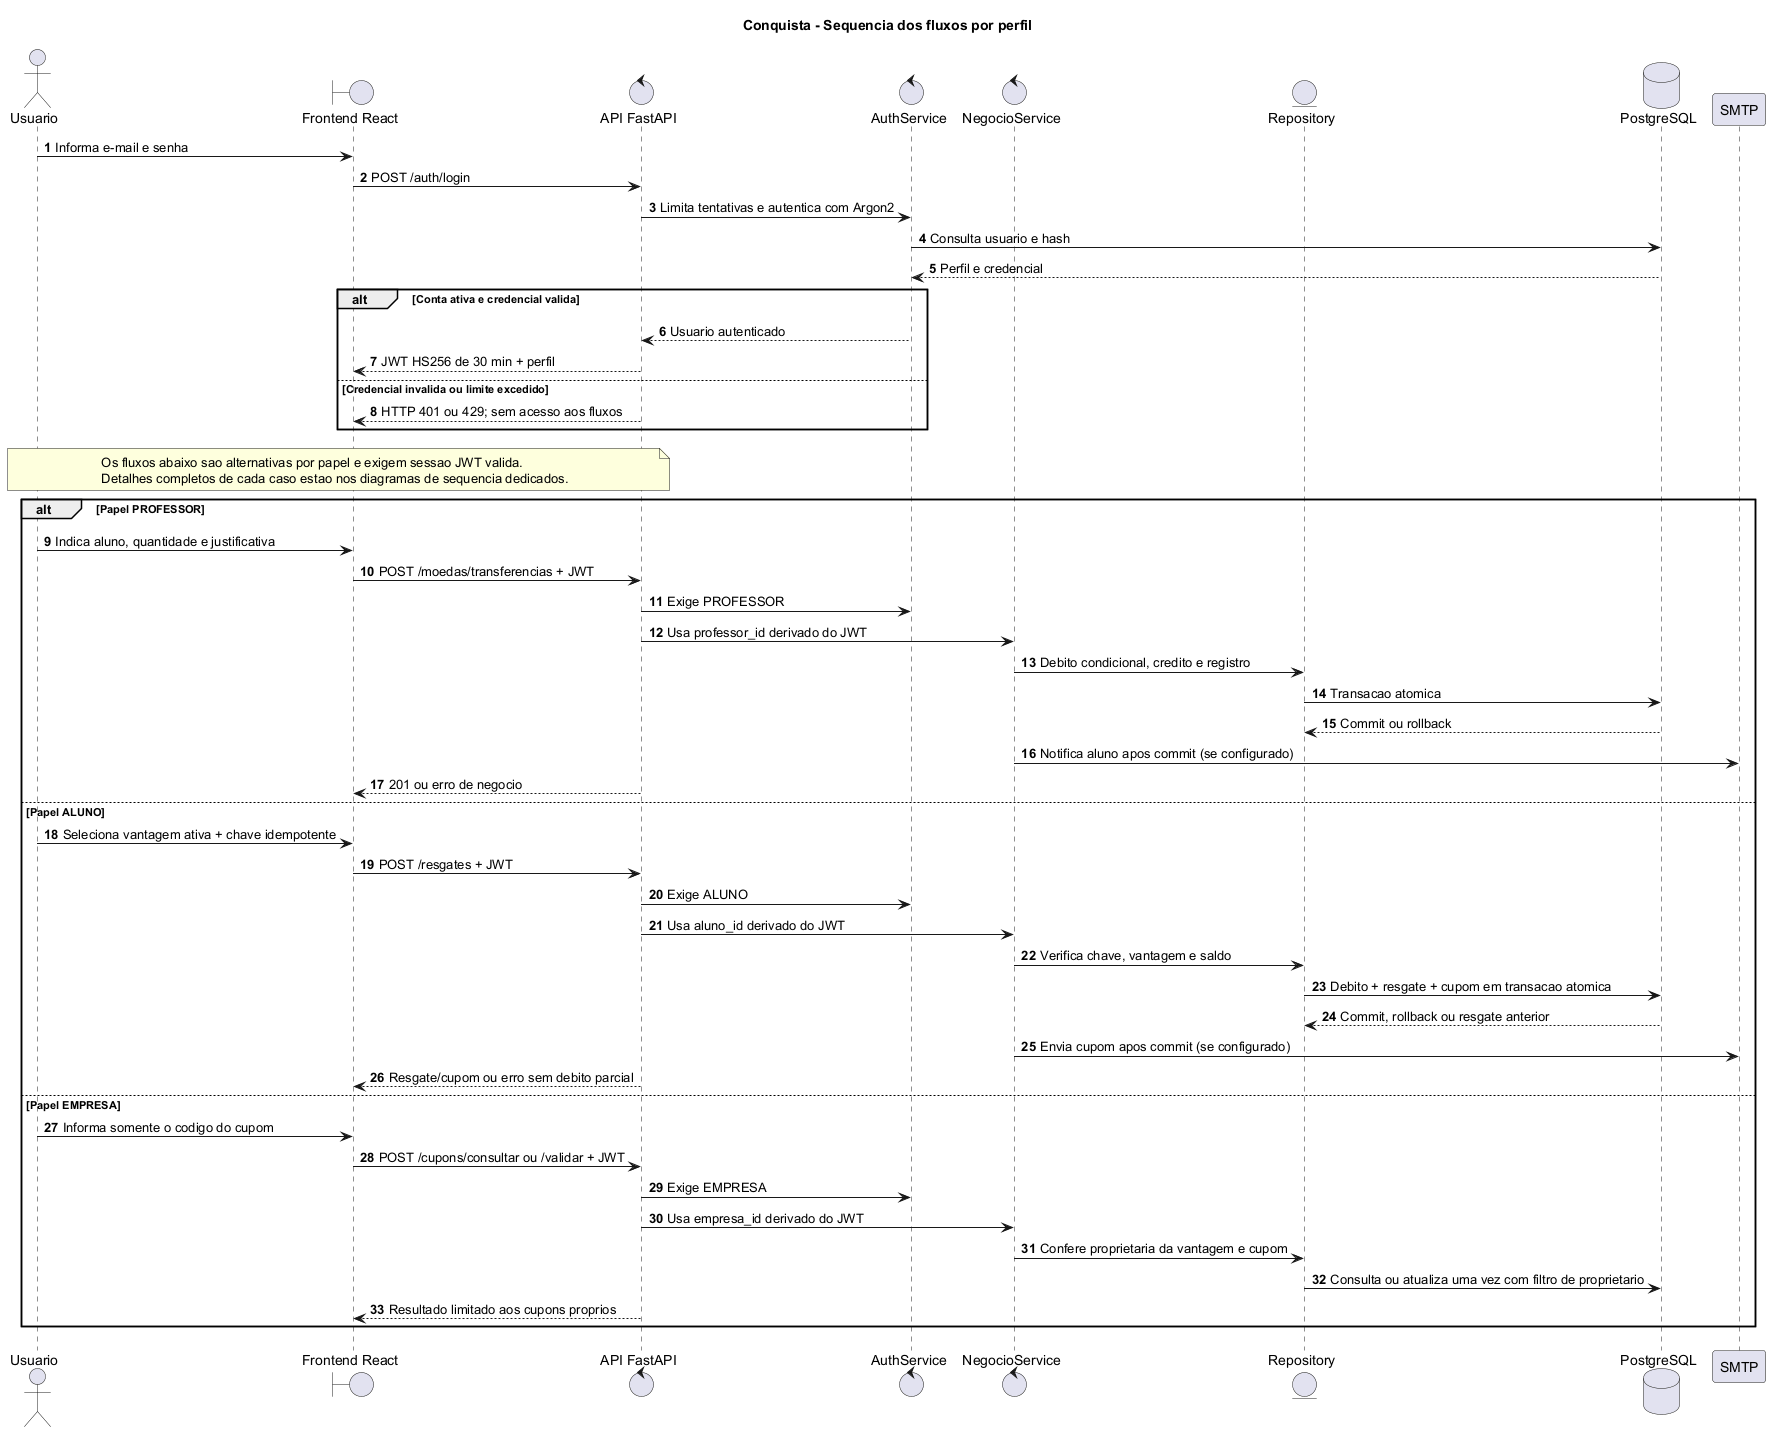 Conquista - Sequencia dos fluxos por perfil
Usuario
Frontend React
API FastAPI
AuthService
NegocioService
Repository
PostgreSQL
SMTP
1 Informa e-mail e senha
2 POST /auth/login
3 Limita tentativas e autentica com Argon2
4 Consulta usuario e hash
5 Perfil e credencial
alt [Conta ativa e credencial valida]
6 Usuario autenticado
7 JWT HS256 de 30 min + perfil
[Credencial invalida ou limite excedido]
8 HTTP 401 ou 429; sem acesso aos fluxos
Os fluxos abaixo sao alternativas por papel e exigem sessao JWT valida.
Detalhes completos de cada caso estao nos diagramas de sequencia dedicados.
alt [Papel PROFESSOR]
9 Indica aluno, quantidade e justificativa
10 POST /moedas/transferencias + JWT
11 Exige PROFESSOR
12 Usa professor_id derivado do JWT
13 Debito condicional, credito e registro
14 Transacao atomica
15 Commit ou rollback
16 Notifica aluno apos commit (se configurado)
17 201 ou erro de negocio
[Papel ALUNO]
18 Seleciona vantagem ativa + chave idempotente
19 POST /resgates + JWT
20 Exige ALUNO
21 Usa aluno_id derivado do JWT
22 Verifica chave, vantagem e saldo
23 Debito + resgate + cupom em transacao atomica
24 Commit, rollback ou resgate anterior
25 Envia cupom apos commit (se configurado)
26 Resgate/cupom ou erro sem debito parcial
[Papel EMPRESA]
27 Informa somente o codigo do cupom
28 POST /cupons/consultar ou /validar + JWT
29 Exige EMPRESA
30 Usa empresa_id derivado do JWT
31 Confere proprietaria da vantagem e cupom
32 Consulta ou atualiza uma vez com filtro de proprietario
33 Resultado limitado aos cupons proprios
Usuario
Frontend React
API FastAPI
AuthService
NegocioService
Repository
PostgreSQL
SMTP